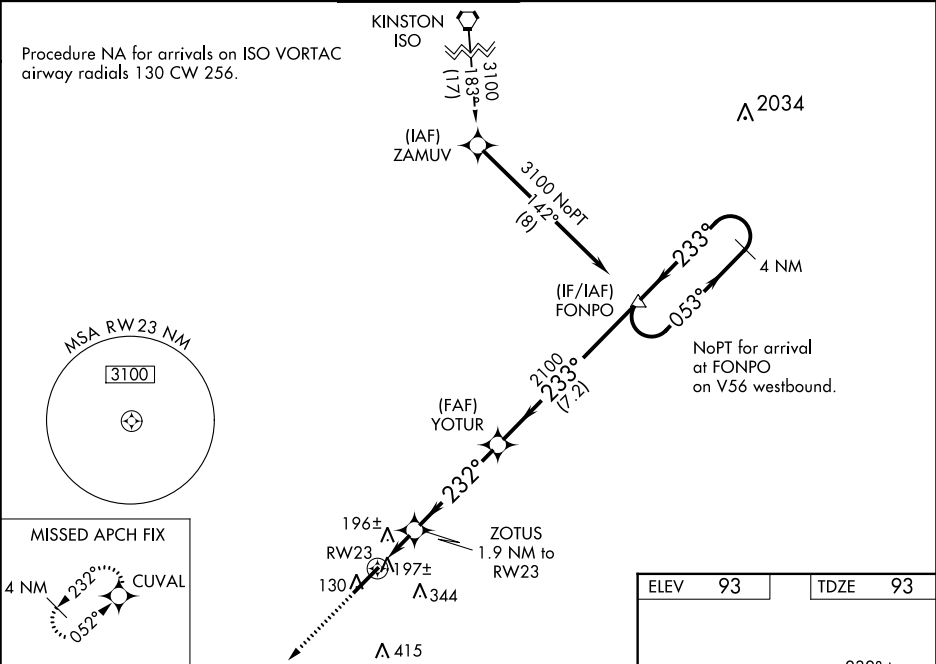 KINSTON
ISO
Procedure NA for arrivals on ISO VORTAC
airway radials 130 CW 256.
3100
183°
(17)
(IAF)
ZAMUV
2034
3100 NoPT
142°
(8)
233°
4 NM
(IF/IAF)
FONPO
053°
NoPT for arrival
at FONPO
on V56 westbound.
MSA RW23 NM
3100
2100
233°
(7.2)
(FAF)
YOTUR
232°
196±
ZOTUS
1.9 NM to
RW23
RW23
197±
130
344
415
MISSED APCH FIX
4 NM
232°
CUVAL
052°
ELEV 93
TDZE 93